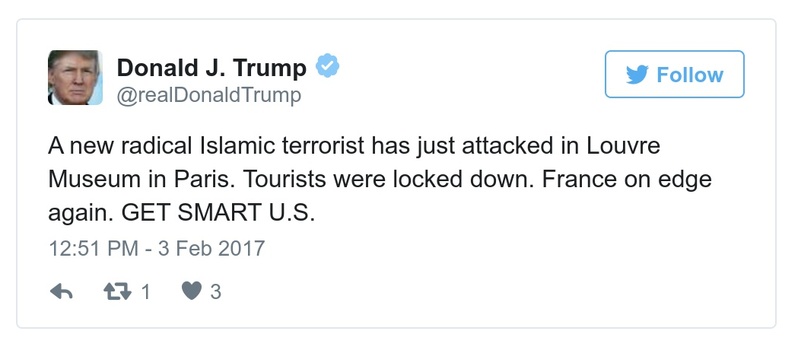 Donald J. Trump
@realDonaldTrump
Follow
A new radical Islamic terrorist has just attacked in Louvre
Museum in Paris. Tourists were locked down. France on edge
again. GET SMART U.S.
12:51 PM - 3 Feb 2017
1 3